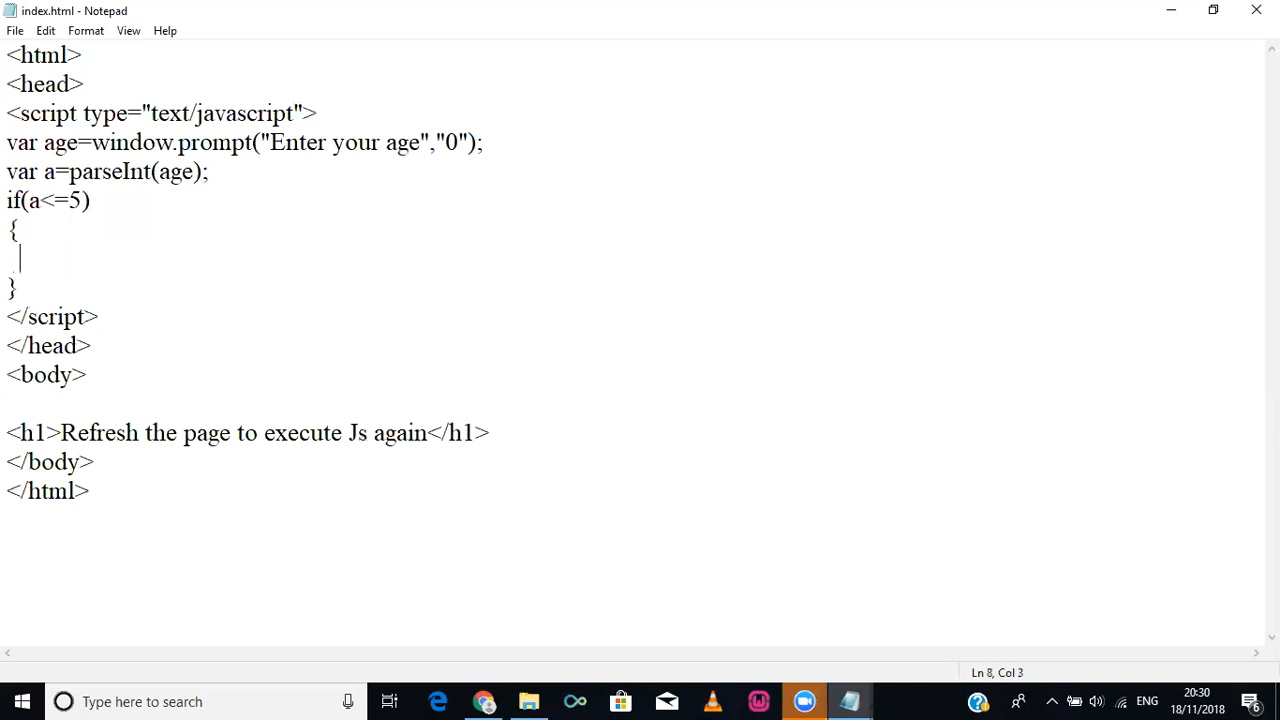 index.html - Notepad
File Edit Format View Help
<html>
<head>
<script type="text/javascript">
var age=window.prompt("Enter your age","0");
var a=parseInt(age);
if(a<=5)
{
}
</script>
</head>
<body>
<h1>Refresh the page to execute Js again</h1>
</body>
</html>
Ln 8, Col 3
Type here to search
ENG
20:30
18/11/2018
6